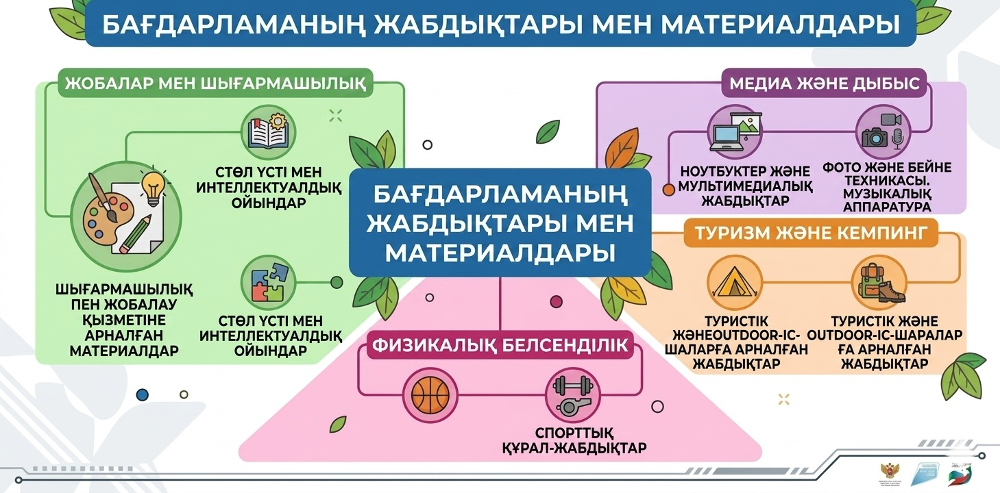 БАҒДАРЛАМАНЫҢ ЖАБДЫҚТАРЫ МЕН МАТЕРИАЛДАРЫ
ЖОБАЛАР МЕН ШЫҒАРМАШЫЛЫҚ
СТӨЛ ҮСТІ МЕН
ИНТЕЛЛЕКТУАЛДЫҚ
ОЙЫНДАР
ШЫҒАРМАШЫЛЫҚ
ПЕН ЖОБАЛАУ
ҚЫЗМЕТІНЕ
АРНАЛҒАН
МАТЕРИАЛДАР
СТӨЛ ҮСТІ МЕН
ИНТЕЛЛЕКТУАЛДЫҚ
ОЙЫНДАР
БАҒДАРЛАМАНЫҢ
ЖАБДЫҚТАРЫ МЕН
МАТЕРИАЛДАРЫ
МЕДИА ЖӘНЕ ДЫБЫС
НОУТБУКТЕР ЖӘНЕ
МУЛЬТИМЕДИАЛЫҚ
ЖАБДЫҚТАР
ФОТО ЖӘНЕ БЕЙНЕ
ТЕХНИКАСЫ.
МУЗЫКАЛЫҚ
АППАРАТУРА
ТУРИЗМ ЖӘНЕ КЕМПИНГ
ТУРИСТІК
ЖӘНЕOUTDOOR-ІС-
ШАЛАРҒА АРНАЛҒАН
ЖАБДЫҚТАР
ТУРИСТІК ЖӘНЕ
OUTDOOR-ІС-ШАРАЛАР
ҒА АРНАЛҒАН
ЖАБДЫҚТАР
ФИЗИКАЛЫҚ БЕЛСЕНДІЛІК
СПОРТТЫҚ
ҚҰРАЛ-ЖАБДЫҚТАР